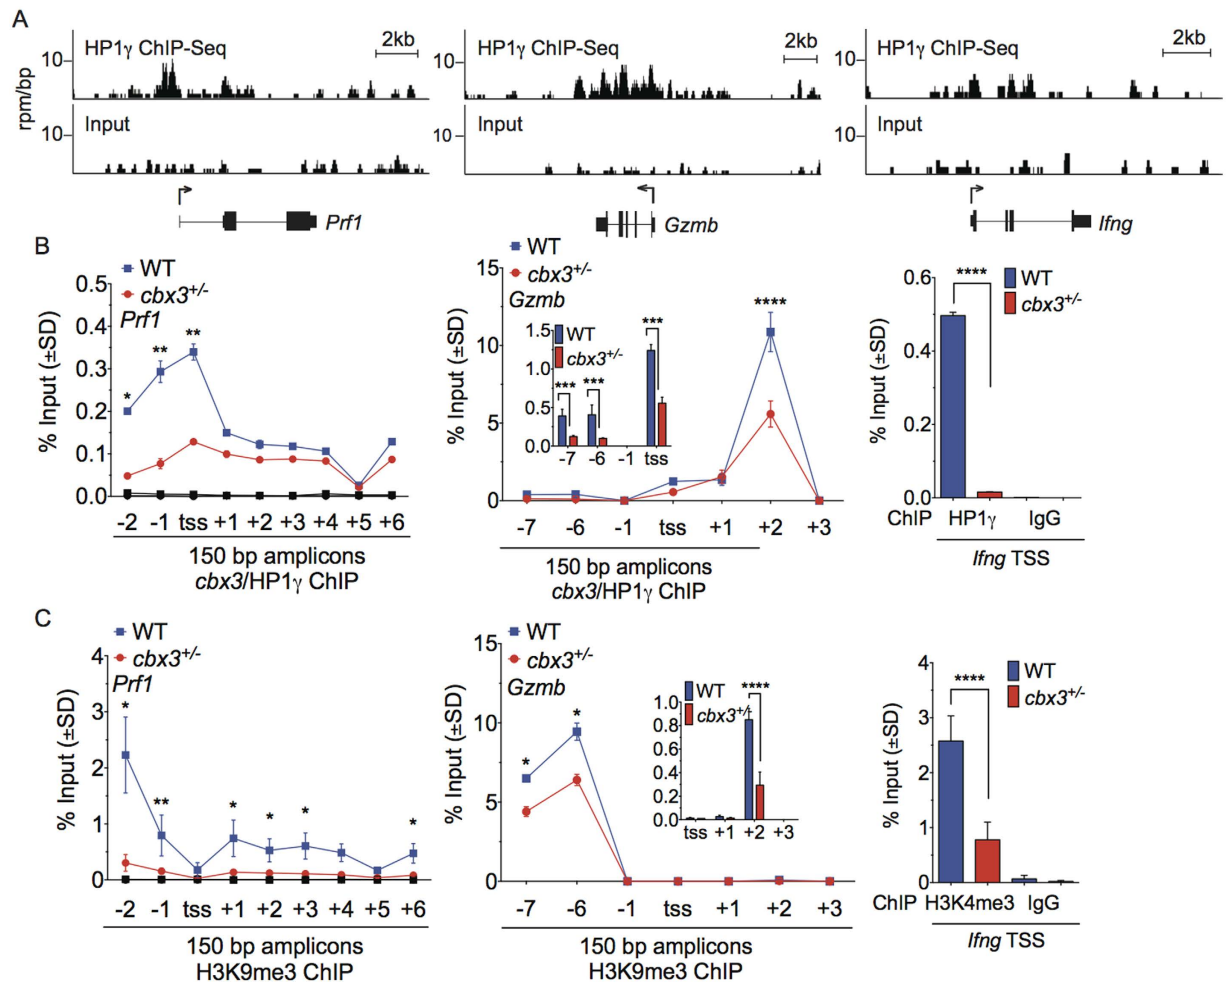 A
HP1γ ChIP-Seq
2kb
10
rpm/bp
Input
10
Prf1
HP1γ ChIP-Seq
2kb
10
Input
10
Gzmb
HP1γ ChIP-Seq
2kb
10
Input
10
Ifng
B
WT
cbx3+/-
Prf1
% Input (±SD)
0.5
0.4
0.3
0.2
0.1
0.0
* ** **
-2 -1 tss +1 +2 +3 +4 +5 +6
150 bp amplicons
cbx3/HP1γ ChIP
WT
cbx3+/-
Gzmb
% Input (±SD)
15
10
5
0
****
WT
cbx3+/-
1.5
1.0
0.5
0.0
*** *** ***
-7 -6 -1 tss
-7 -6 -1 tss +1 +2 +3
150 bp amplicons
cbx3/HP1γ ChIP
WT
cbx3+/-
% Input (±SD)
0.6
0.4
0.2
0.0
****
ChIP HP1γ IgG
Ifng TSS
C
WT
cbx3+/-
Prf1
% Input (±SD)
4
3
2
1
0
* ** * * * *
-2 -1 tss +1 +2 +3 +4 +5 +6
150 bp amplicons
H3K9me3 ChIP
WT
cbx3+/-
Gzmb
% Input (±SD)
15
10
5
0
* *
WT
cbx3+/-
1.0
0.8
0.6
0.4
0.2
0.0
****
tss +1 +2 +3
-7 -6 -1 tss +1 +2 +3
150 bp amplicons
H3K9me3 ChIP
WT
cbx3+/-
% Input (±SD)
4
3
2
1
0
****
ChIP H3K4me3 IgG
Ifng TSS